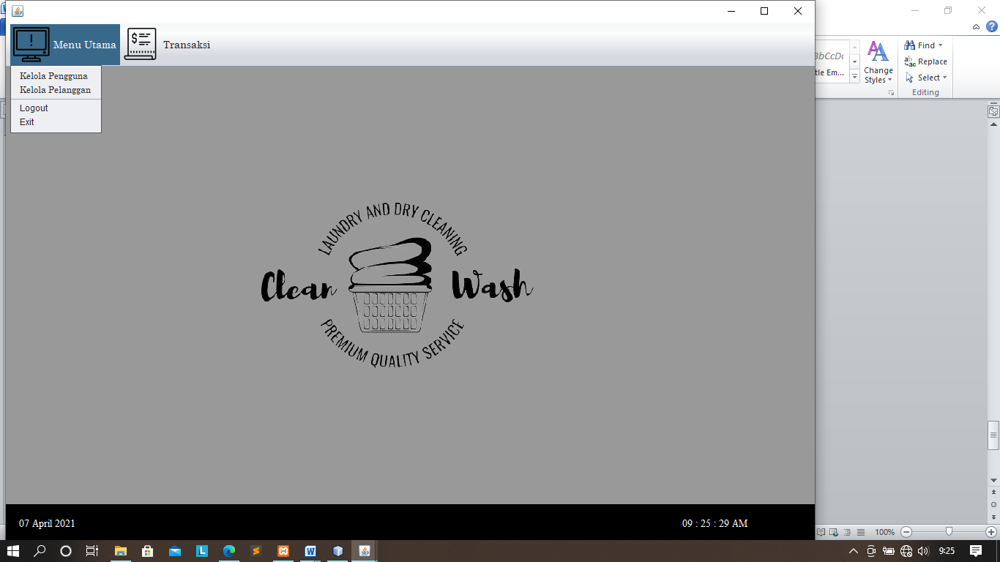 Menu Utama
Transaksi
Kelola Pengguna
Kelola Pelanggan
Logout
Exit
LAUNDRY AND DRY CLEANING
Clean Wash
PREMIUM QUALITY SERVICE
07 April 2021
09 : 25 : 29 AM
Find
Replace
Select
Editing
Change
Styles
BbCcDc
tle Em...
100%
9:25